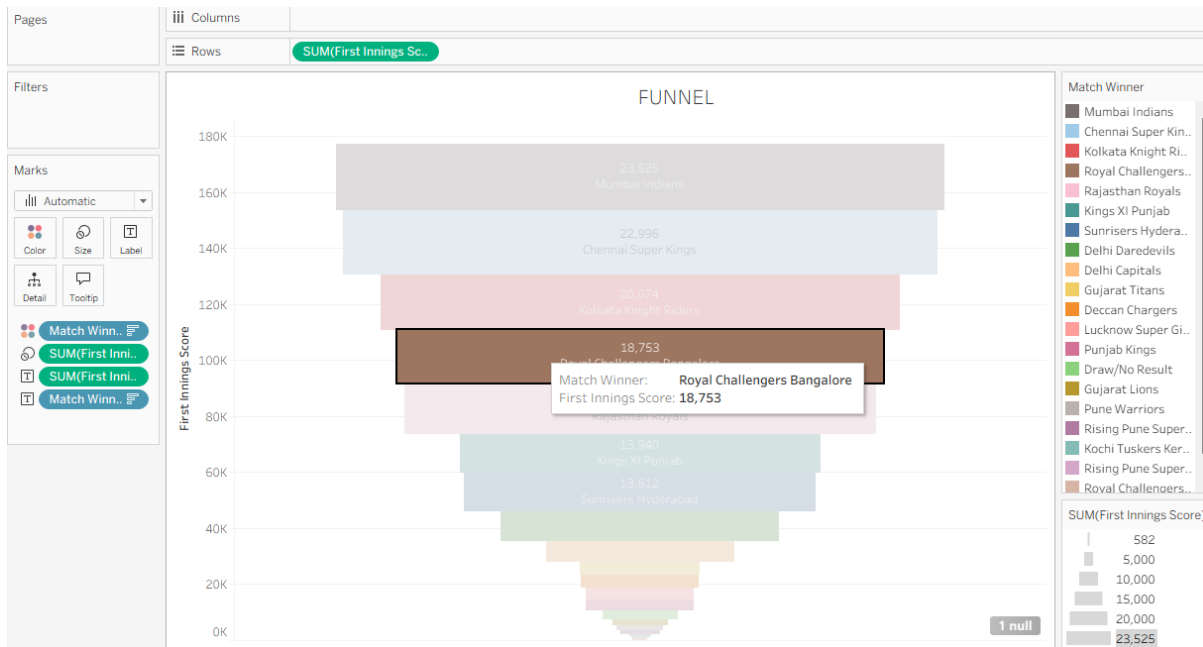 Pages
Columns
Rows
SUM(First Innings Sc..
Filters
Marks
Automatic
Color
Size
Label
Detail
Tooltip
Match Winn..
SUM(First Inni..
SUM(First Inni..
Match Winn..
FUNNEL
First Innings Score
180K
160K
140K
120K
100K
80K
60K
40K
20K
0K
23,525
Mumbai Indians
22,996
Chennai Super Kings
20,074
Kolkata Knight Riders
18,753
Royal Challengers Bangalore
Match Winner: Royal Challengers Bangalore
First Innings Score: 18,753
Rajasthan Royals
13,940
Kings XI Punjab
13,612
Sunrisers Hyderabad
1 null
Match Winner
Mumbai Indians
Chennai Super Kin..
Kolkata Knight Ri..
Royal Challengers..
Rajasthan Royals
Kings XI Punjab
Sunrisers Hydera..
Delhi Daredevils
Delhi Capitals
Gujarat Titans
Deccan Chargers
Lucknow Super Gi..
Punjab Kings
Draw/No Result
Gujarat Lions
Pune Warriors
Rising Pune Super..
Kochi Tuskers Ker..
Rising Pune Super..
Royal Challengers..
SUM(First Innings Score)
582
5,000
10,000
15,000
20,000
23,525